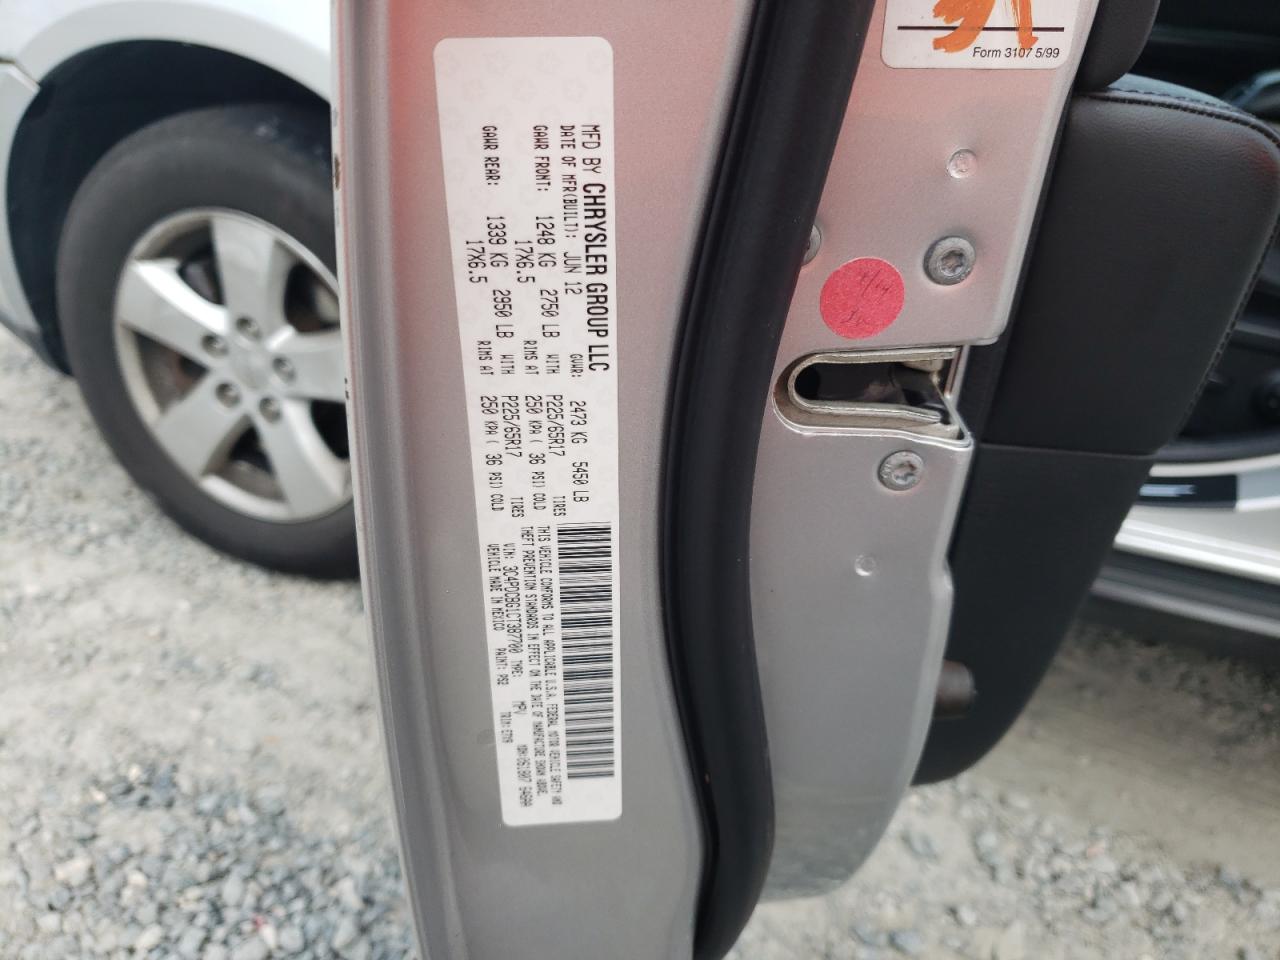 Form 3107 5/99
MFD BY CHRYSLER GROUP LLC
DATE OF MFR(BUILT): JUN 12 GVWR: 2473 KG 5450 LB
GAWR FRONT: 1248 KG 2750 LB WITH P225/65R17 TIRES
17X6.5 RIMS AT 250 KPA( 36 PSI) COLD
GAWR REAR: 1339 KG 2950 LB WITH P225/65R17 TIRES
17X6.5 RIMS AT 250 KPA( 36 PSI) COLD
THIS VEHICLE CONFORMS TO ALL APPLICABLE U.S.A. FEDERAL MOTOR VEHICLE SAFETY AND
THEFT PREVENTION STANDARDS IN EFFECT ON THE DATE OF MANUFACTURE SHOWN ABOVE.
VIN: 3C4PDCBG1CT387700 TYPE: MPV
VEHICLE MADE IN MEXICO PAINT: PS2